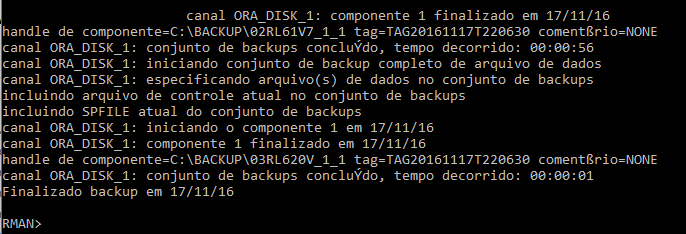 canal ORA_DISK_1: componente 1 finalizado em 17/11/16
handle de componente=C:\BACKUP\02RL61V7_1_1 tag=TAG20161117T220630 comentßrio=NONE
canal ORA_DISK_1: conjunto de backups concluÝdo, tempo decorrido: 00:00:56
canal ORA_DISK_1: iniciando conjunto de backup completo de arquivo de dados
canal ORA_DISK_1: especificando arquivo(s) de dados no conjunto de backups
incluindo arquivo de controle atual no conjunto de backups
incluindo SPFILE atual do conjunto de backups
canal ORA_DISK_1: iniciando o componente 1 em 17/11/16
canal ORA_DISK_1: componente 1 finalizado em 17/11/16
handle de componente=C:\BACKUP\03RL620V_1_1 tag=TAG20161117T220630 comentßrio=NONE
canal ORA_DISK_1: conjunto de backups concluÝdo, tempo decorrido: 00:00:01
Finalizado backup em 17/11/16
RMAN>